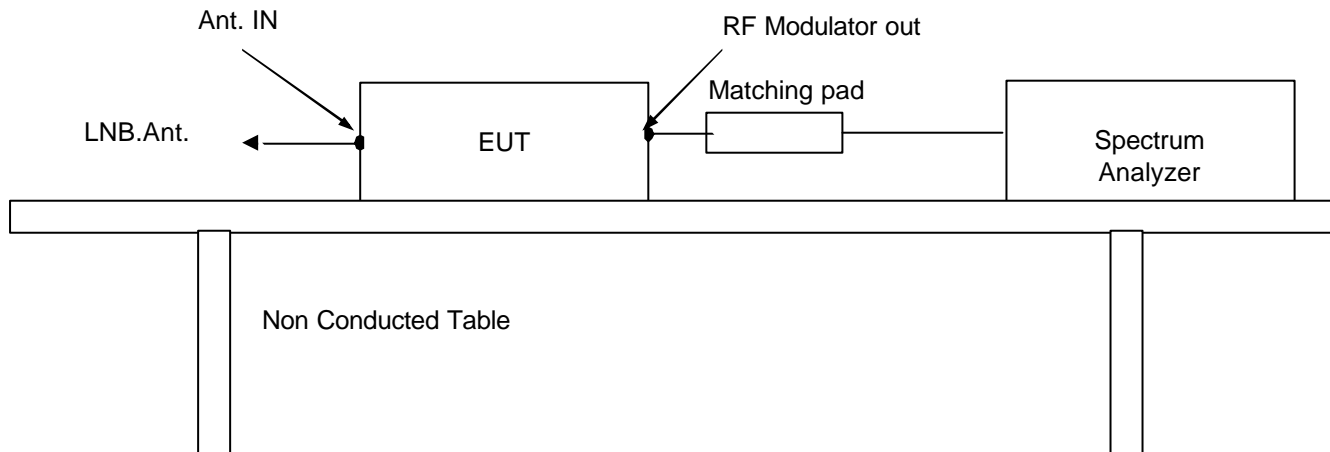 Ant. IN
RF Modulator out
Matching pad
LNB.Ant.
EUT
Spectrum
Analyzer
Non Conducted Table